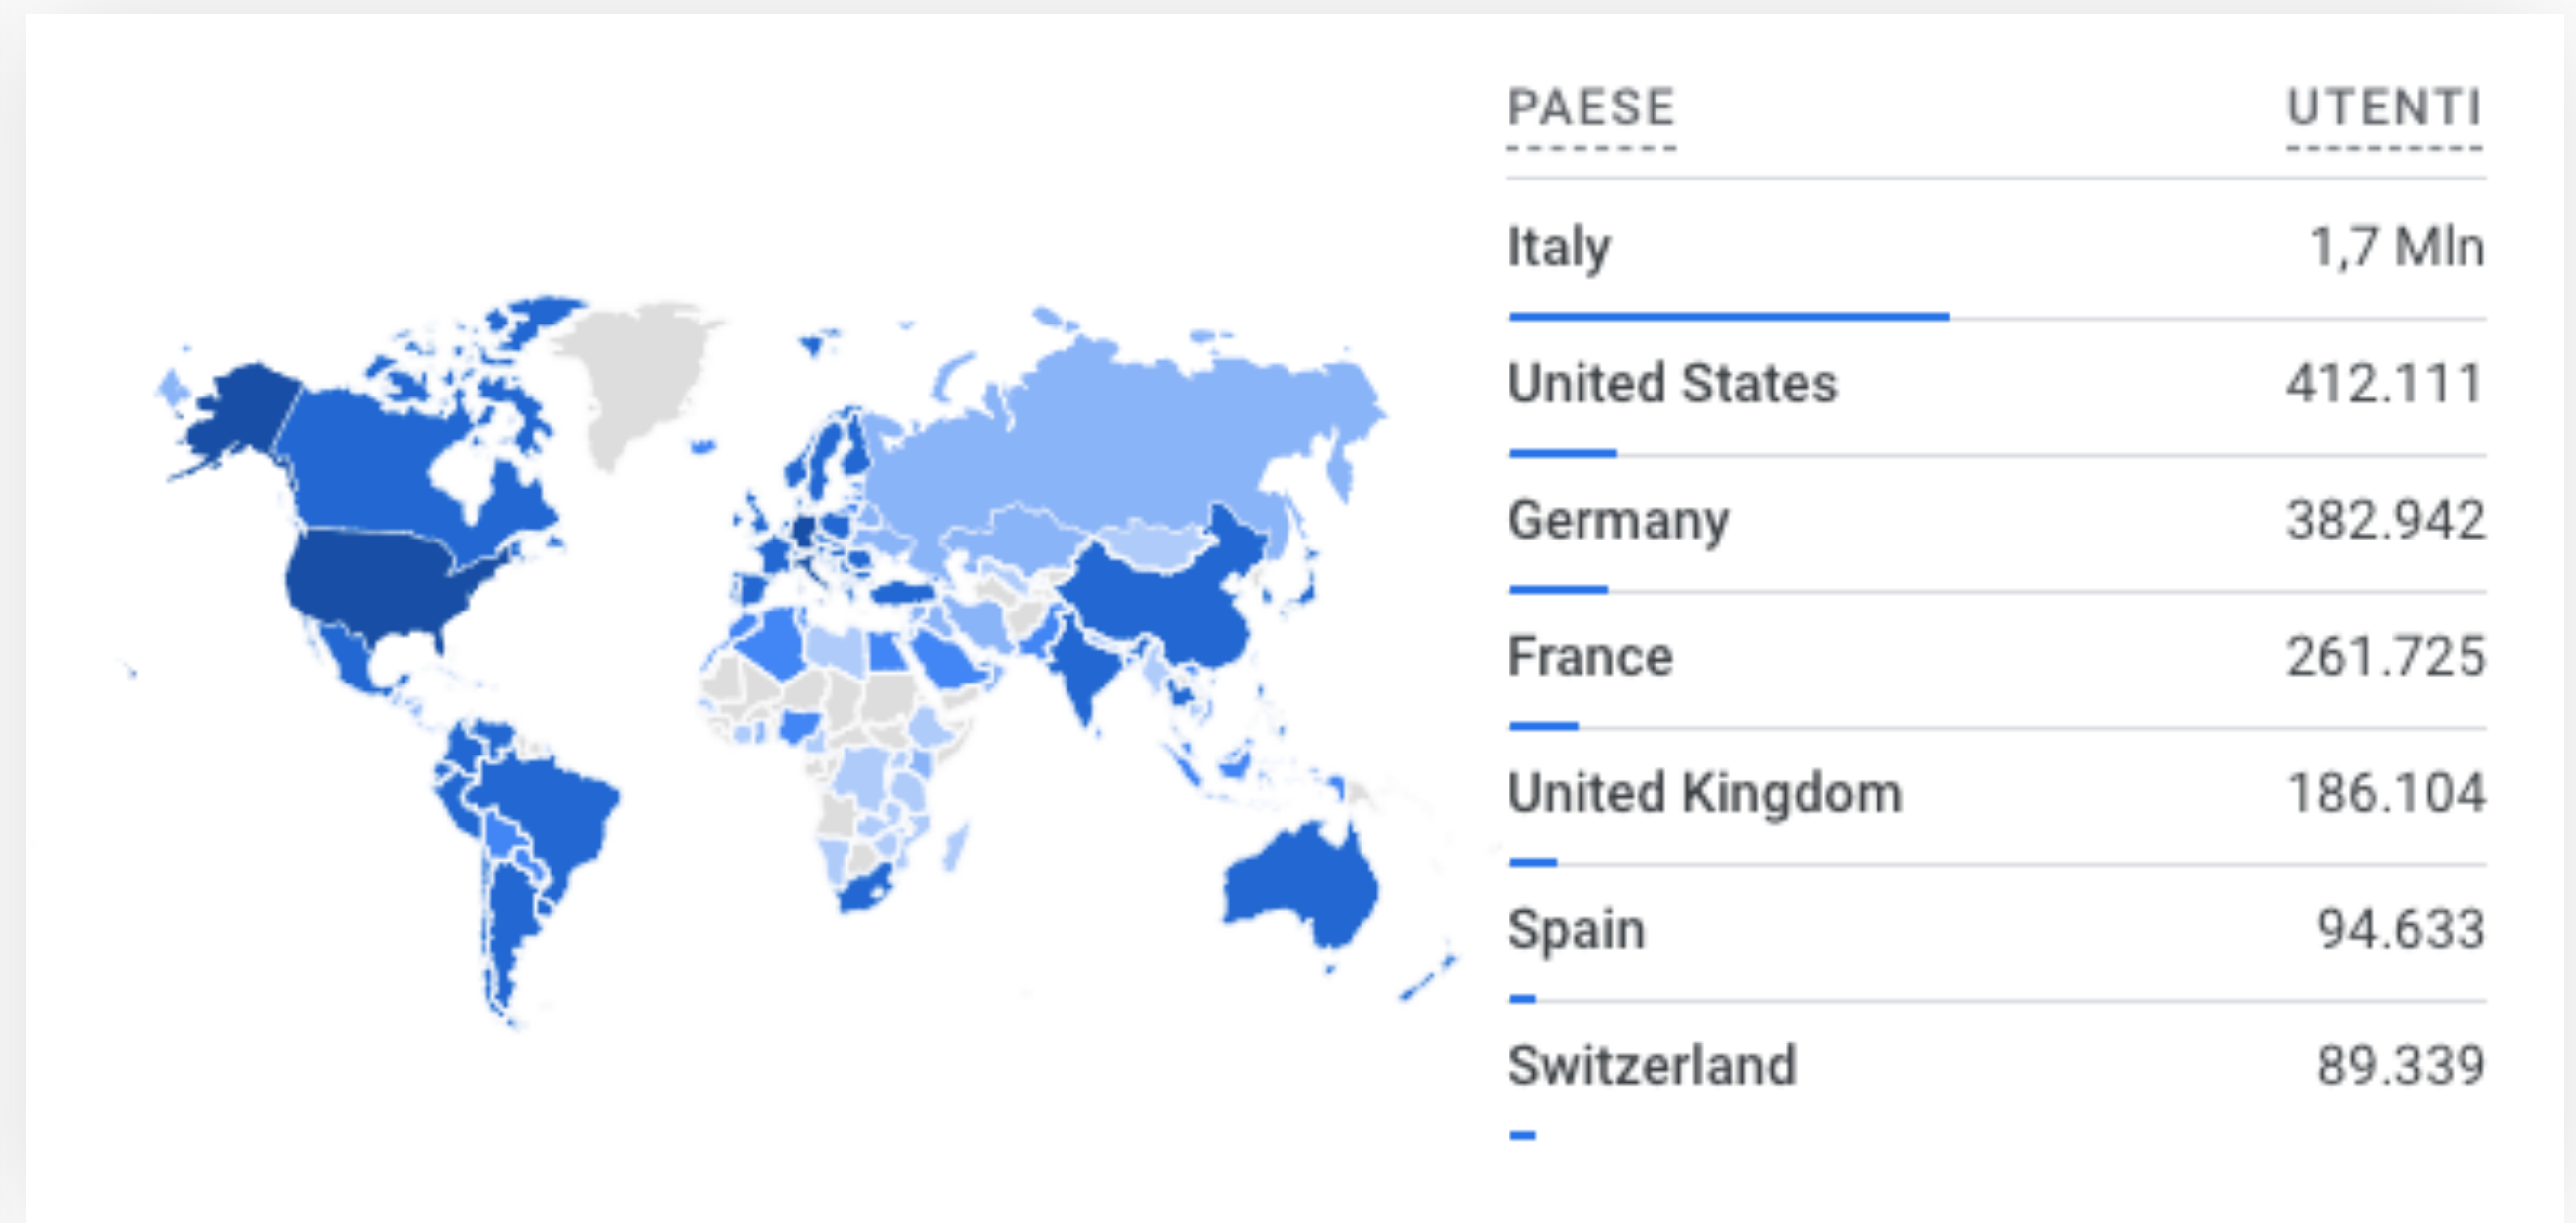 PAESE UTENTI
Italy 1,7 Mln
United States 412.111
Germany 382.942
France 261.725
United Kingdom 186.104
Spain 94.633
Switzerland 89.339